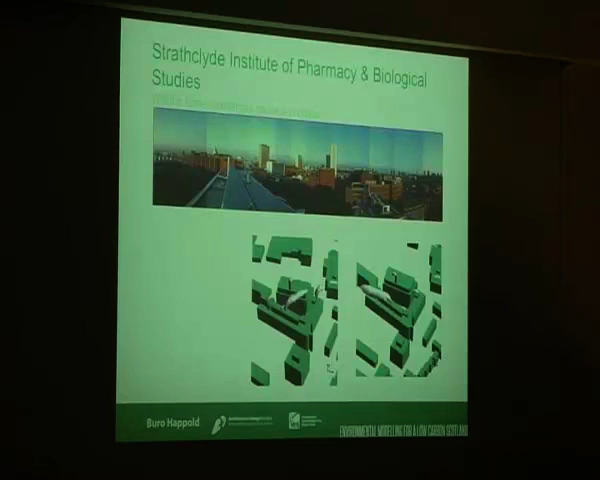 Strathclyde Institute of Pharmacy & Biological
Studies
Buro Happold
ENVIRONMENTAL MODELLING FOR A LOW CARBON SCOTLAND